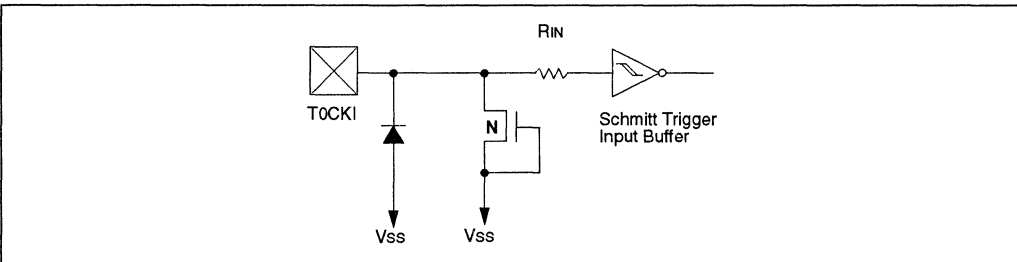 RIN
T0CKI
N
Schmitt Trigger
Input Buffer
VSS
VSS